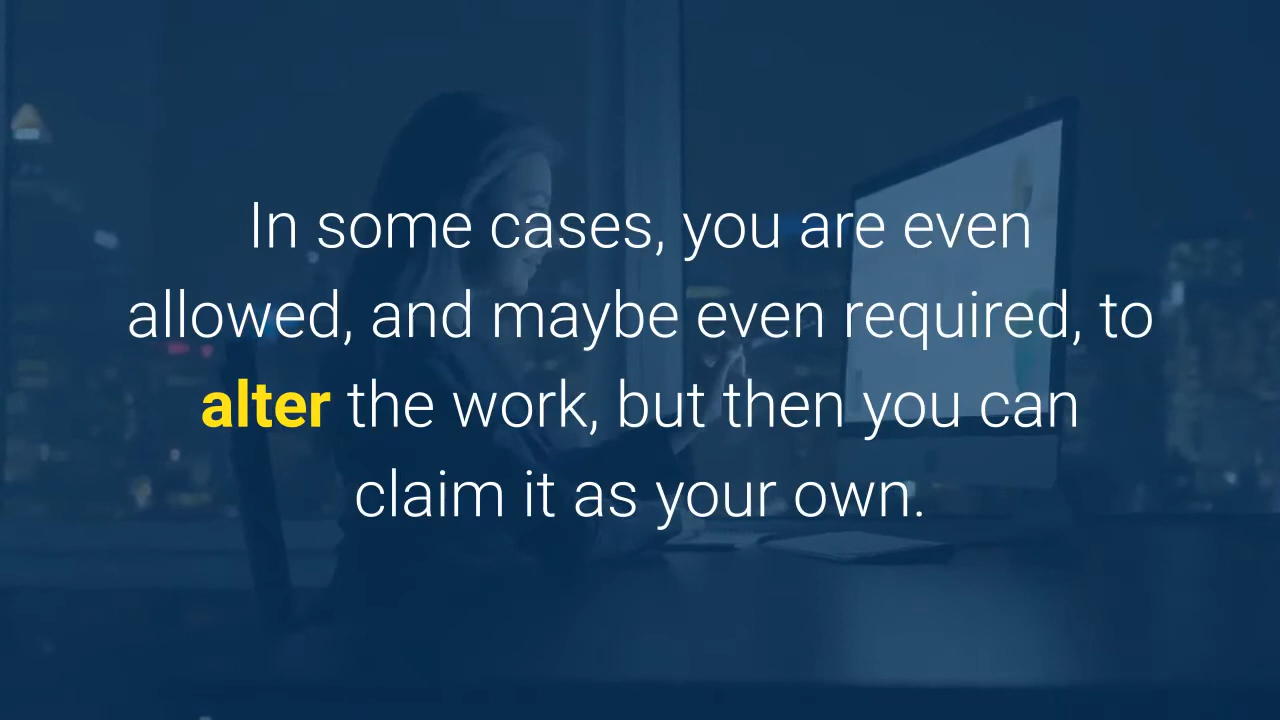 In some cases, you are even
allowed, and maybe even required, to
alter the work, but then you can
claim it as your own.